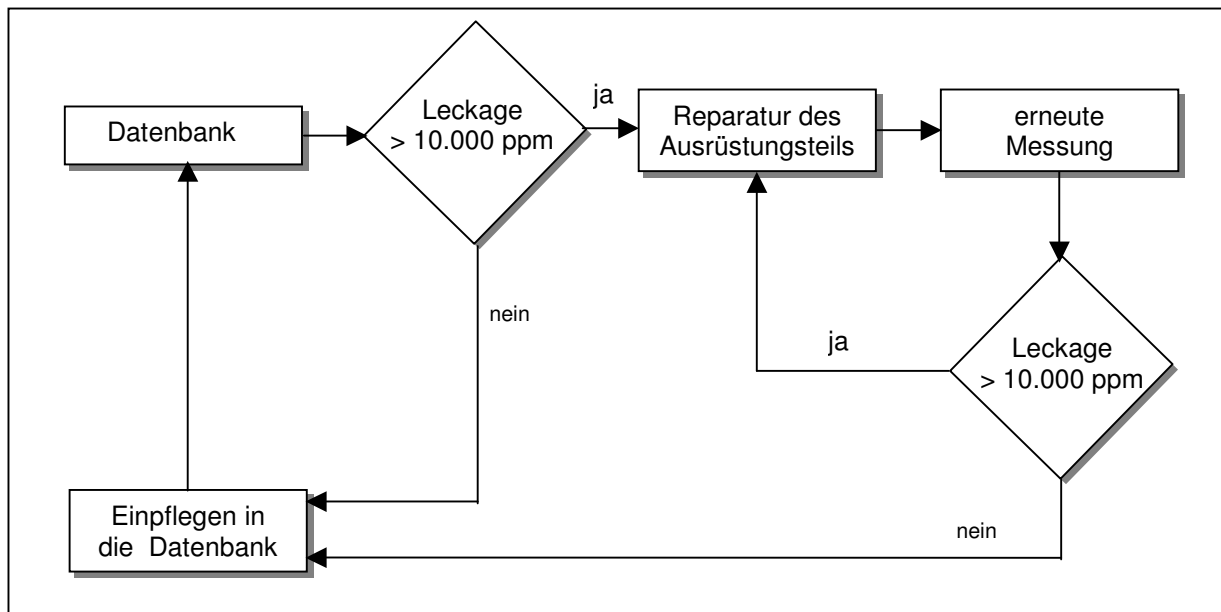 Datenbank
Leckage
> 10.000 ppm
ja
Reparatur des
Ausrüstungsteils
erneute
Messung
nein
ja
Leckage
> 10.000 ppm
Einpflegen in
die Datenbank
nein